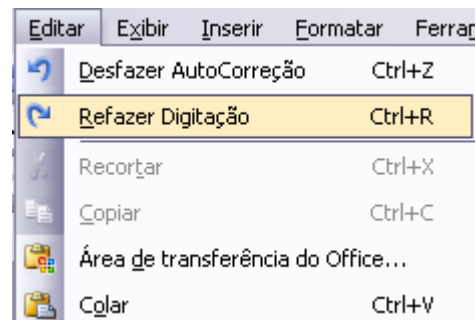 Editar Exibir Inserir Formatar Ferra
Desfazer AutoCorreção Ctrl+Z
Refazer Digitação Ctrl+R
Recortar Ctrl+X
Copiar Ctrl+C
Área de transferência do Office...
Colar Ctrl+V